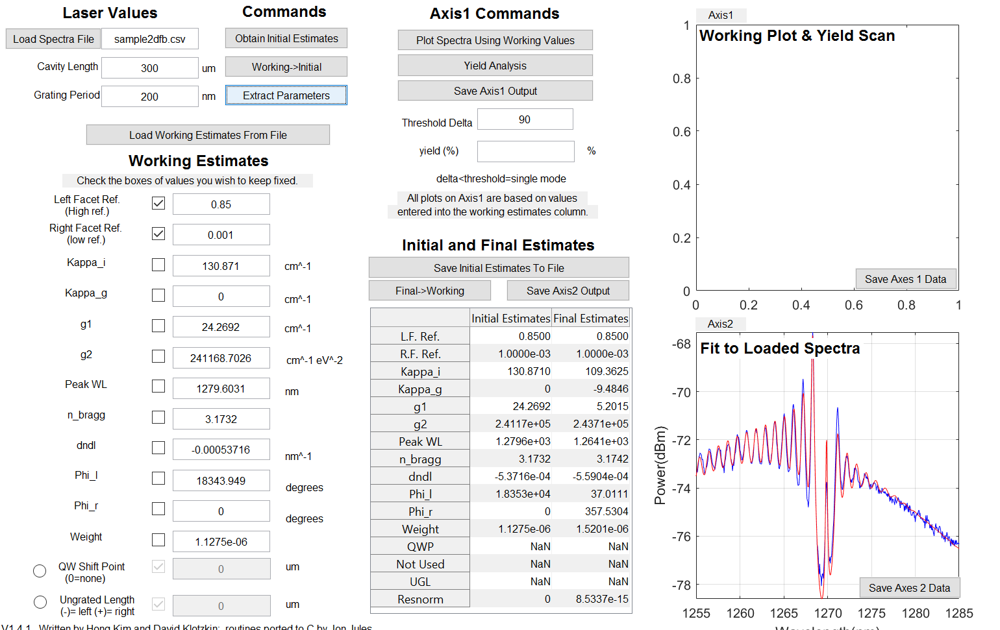 Laser Values
Load Spectra File
sample2dfb.csv
Cavity Length
300
um
Grating Period
200
nm
Commands
Obtain Initial Estimates
Working->Initial
Extract Parameters
Load Working Estimates From File
Working Estimates
Check the boxes of values you wish to keep fixed.
Left Facet Ref.
(High ref.)
0.85
Right Facet Ref.
(low ref.)
0.001
Kappa_i
130.871
cm^-1
Kappa_g
0
cm^-1
g1
24.2692
cm^-1
g2
241168.7026
cm^-1 eV^-2
Peak WL
1279.6031
nm
n_bragg
3.1732
dndl
-0.00053716
nm^-1
Phi_l
18343.949
degrees
Phi_r
0
degrees
Weight
1.1275e-06
QW Shift Point
(0=none)
0
um
Ungrated Length
(-)= left (+)= right
0
um
V1.4.1 Written by Hong Kim and David Klotzkin; routines ported to C by Jon Jules
Axis1 Commands
Plot Spectra Using Working Values
Yield Analysis
Save Axis1 Output
Threshold Delta
90
yield (%)
%
delta<threshold=single mode
All plots on Axis1 are based on values
entered into the working estimates column.
Initial and Final Estimates
Save Initial Estimates To File
Final->Working
Save Axis2 Output
Initial Estimates Final Estimates
L.F. Ref. 0.8500 0.8500
R.F. Ref. 1.0000e-03 1.0000e-03
Kappa_i 130.8710 109.3625
Kappa_g 0 -9.4846
g1 24.2692 5.2015
g2 2.4117e+05 2.4371e+05
Peak WL 1.2796e+03 1.2641e+03
n_bragg 3.1732 3.1742
dndl -5.3716e-04 -5.5904e-04
Phi_l 1.8353e+04 37.0111
Phi_r 0 357.5304
Weight 1.1275e-06 1.5201e-06
QWP NaN NaN
Not Used NaN NaN
UGL NaN NaN
Resnorm 0 8.5337e-15
Axis1
Working Plot & Yield Scan
1
0.8
0.6
0.4
0.2
0
Save Axes 1 Data
0 0.2 0.4 0.6 0.8 1
Axis2
Fit to Loaded Spectra
Power(dBm)
-68
-70
-72
-74
-76
-78
Save Axes 2 Data
1255 1260 1265 1270 1275 1280 1285
Wavelength(nm)